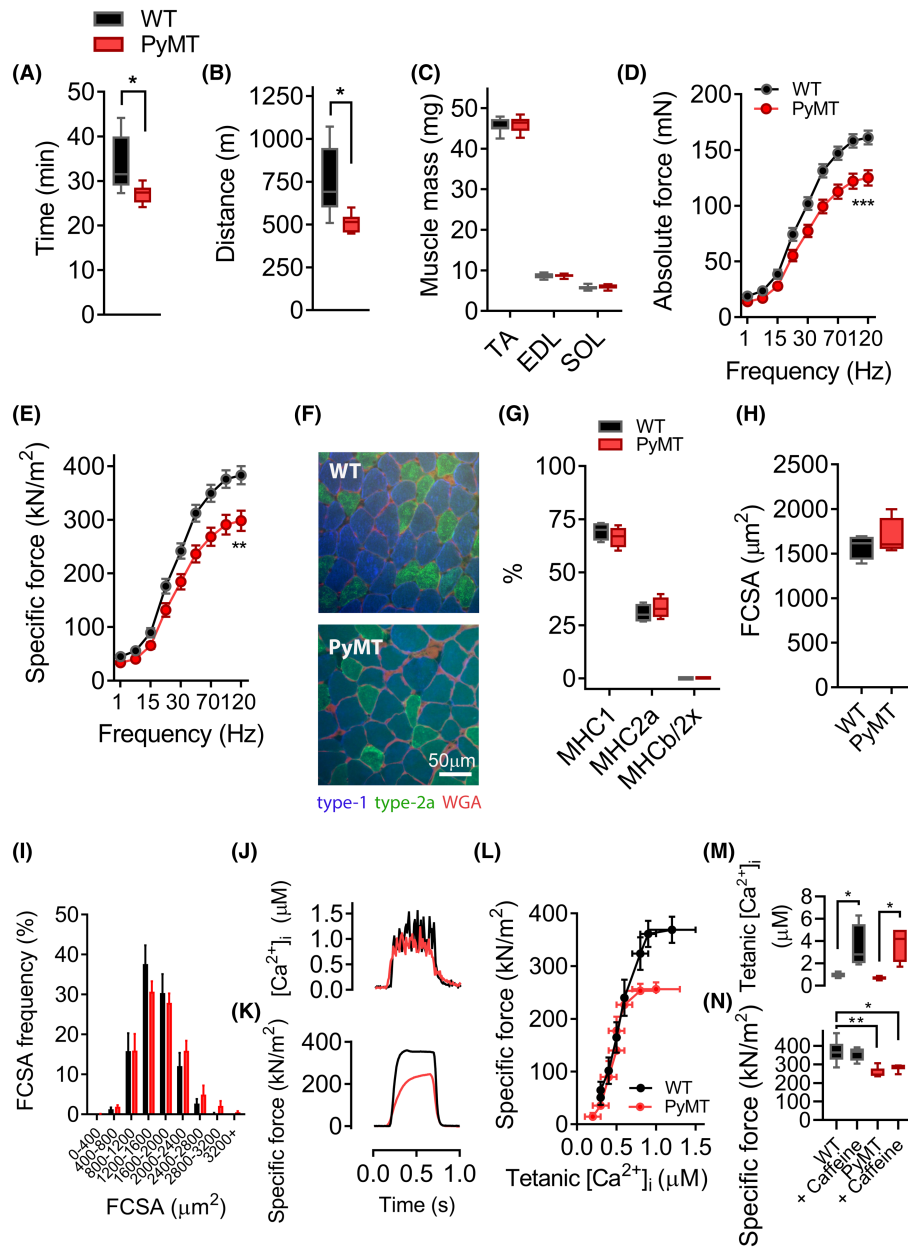 WT
PyMT
(A)
Time (min)
50
40
30
20
10
0
*
(B)
Distance (m)
1250
1000
750
500
250
0
*
(C)
Muscle mass (mg)
50
40
30
20
10
0
TA
EDL
SOL
(D)
Absolute force (mN)
200
150
100
50
0
WT
PyMT
***
1 15 30 70 120
Frequency (Hz)
(E)
Specific force (kN/m²)
400
300
200
100
0
**
1 15 30 70 120
Frequency (Hz)
(F)
WT
PyMT
50μm
type-1 type-2a WGA
(G)
WT
PyMT
%
100
75
50
25
0
MHC1
MHC2a
MHCb/2x
(H)
FCSA (μm²)
2500
2000
1500
1000
500
0
WT
PyMT
(I)
FCSA frequency (%)
50
40
30
20
10
0
0-400
400-800
800-1200
1200-1600
1600-2000
2000-2400
2400-2800
2800-3200
3200+
FCSA (μm²)
(J)
[Ca²⁺]ᵢ (μM)
1.5
1.0
0.5
0.0
(K)
Specific force (kN/m²)
400
200
0
0.0 0.5 1.0
Time (s)
(L)
Specific force (kN/m²)
400
300
200
100
0
WT
PyMT
0.0 0.5 1.0 1.5
Tetanic [Ca²⁺]ᵢ (μM)
(M)
Tetanic [Ca²⁺]ᵢ
(μM)
8
6
4
2
0
*
*
(N)
Specific force (kN/m²)
400
300
200
100
0
*
**
WT
+ Caffeine
PyMT
+ Caffeine